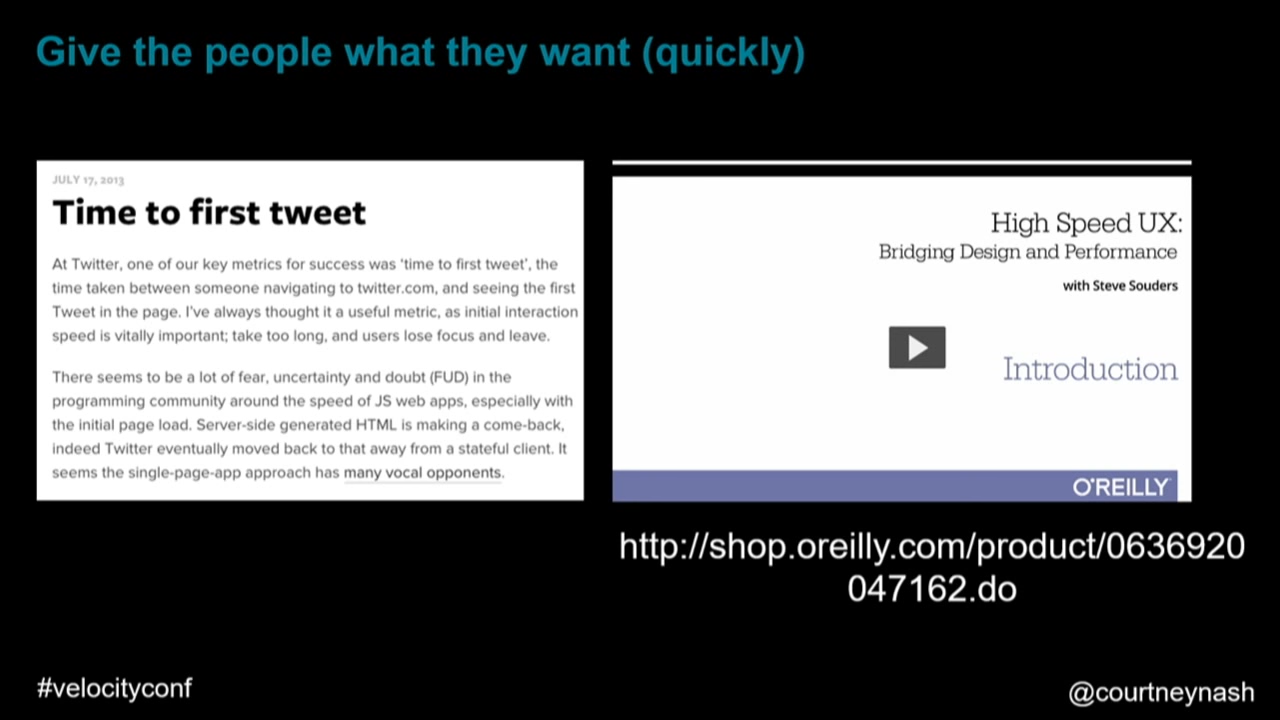 Give the people what they want (quickly)
JULY 17, 2013
Time to first tweet
At Twitter, one of our key metrics for success was ‘time to first tweet’, the
time taken between someone navigating to twitter.com, and seeing the first
Tweet in the page. I’ve always thought it a useful metric, as initial interaction
speed is vitally important; take too long, and users lose focus and leave.
There seems to be a lot of fear, uncertainty and doubt (FUD) in the
programming community around the speed of JS web apps, especially with
the initial page load. Server-side generated HTML is making a come-back,
indeed Twitter eventually moved back to that away from a stateful client. It
seems the single-page-app approach has many vocal opponents.
High Speed UX:
Bridging Design and Performance
with Steve Souders
Introduction
O'REILLY
http://shop.oreilly.com/product/0636920
047162.do
#velocityconf
@courtneynash